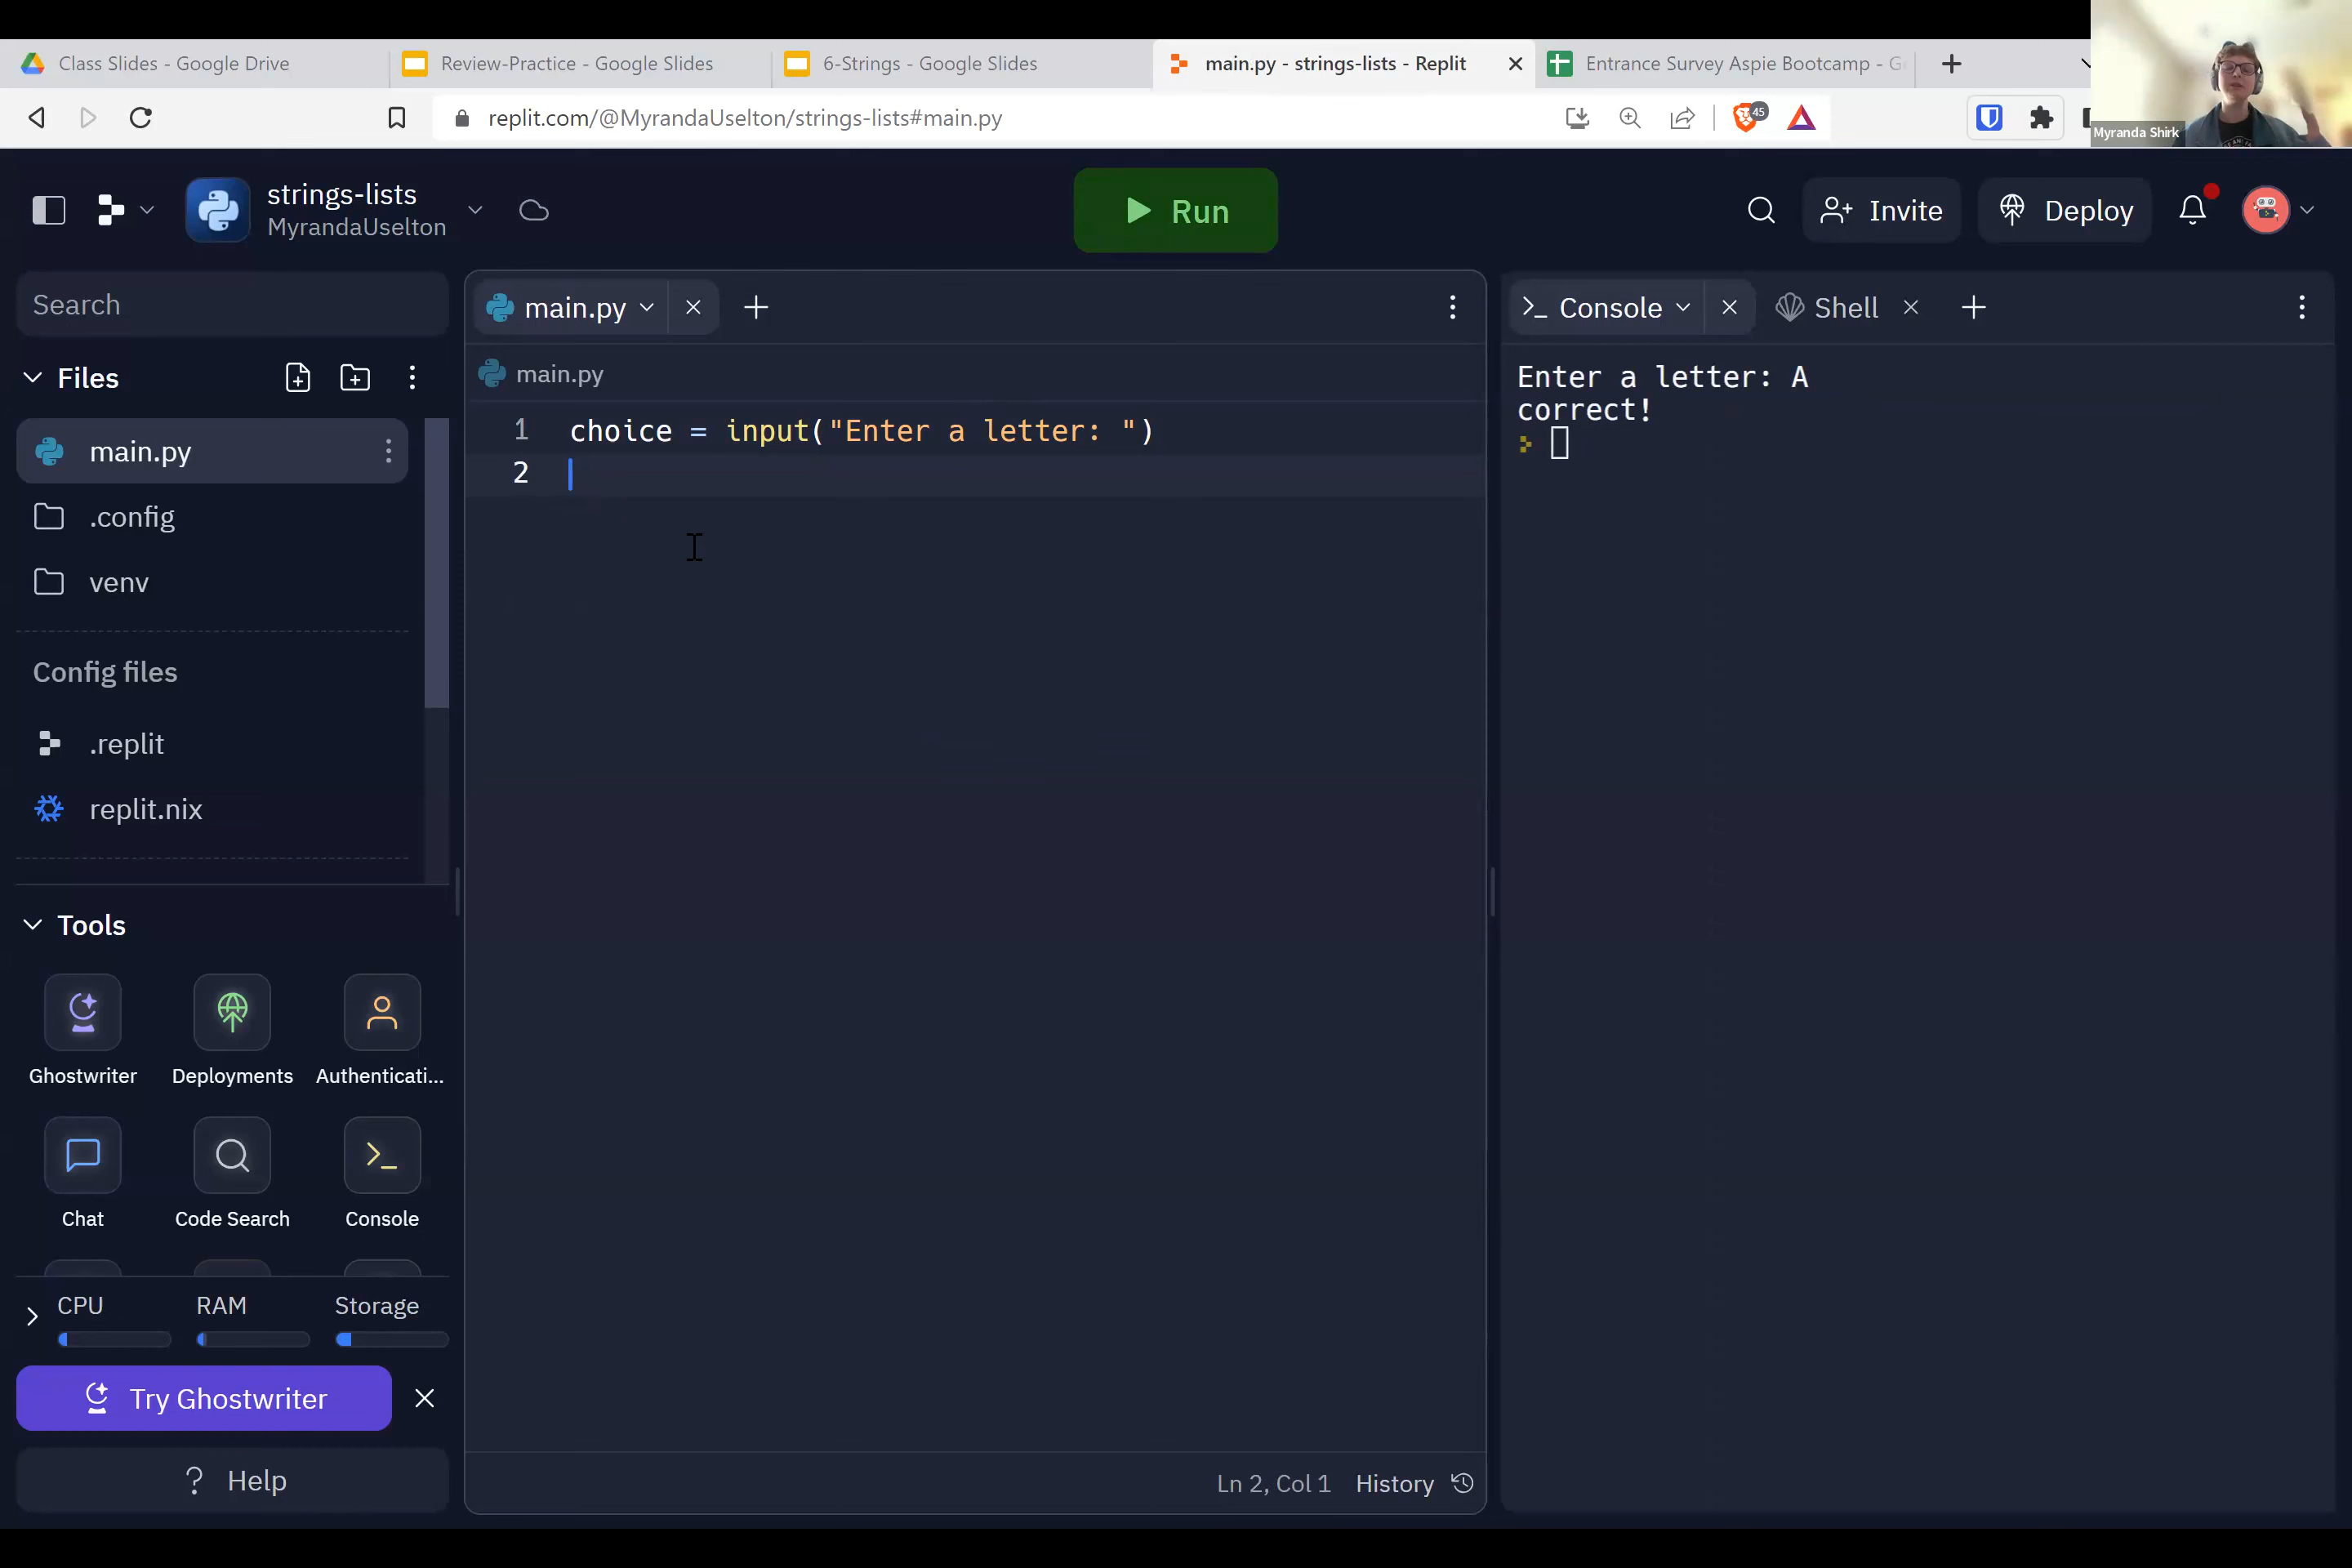 Class Slides - Google Drive
Review-Practice - Google Slides
6-Strings - Google Slides
main.py - strings-lists - Replit
Entrance Survey Aspie Bootcamp - G
replit.com/@MyrandaUselton/strings-lists#main.py
45
Myranda Shirk
strings-lists
MyrandaUselton
Run
Invite
Deploy
Search
Files
main.py
.config
venv
Config files
.replit
replit.nix
Tools
Ghostwriter
Deployments
Authenticati...
Chat
Code Search
Console
CPU
RAM
Storage
Try Ghostwriter
? Help
main.py
main.py
1 choice = input("Enter a letter: ")
2
Ln 2, Col 1
History
Console
Shell
Enter a letter: A
correct!